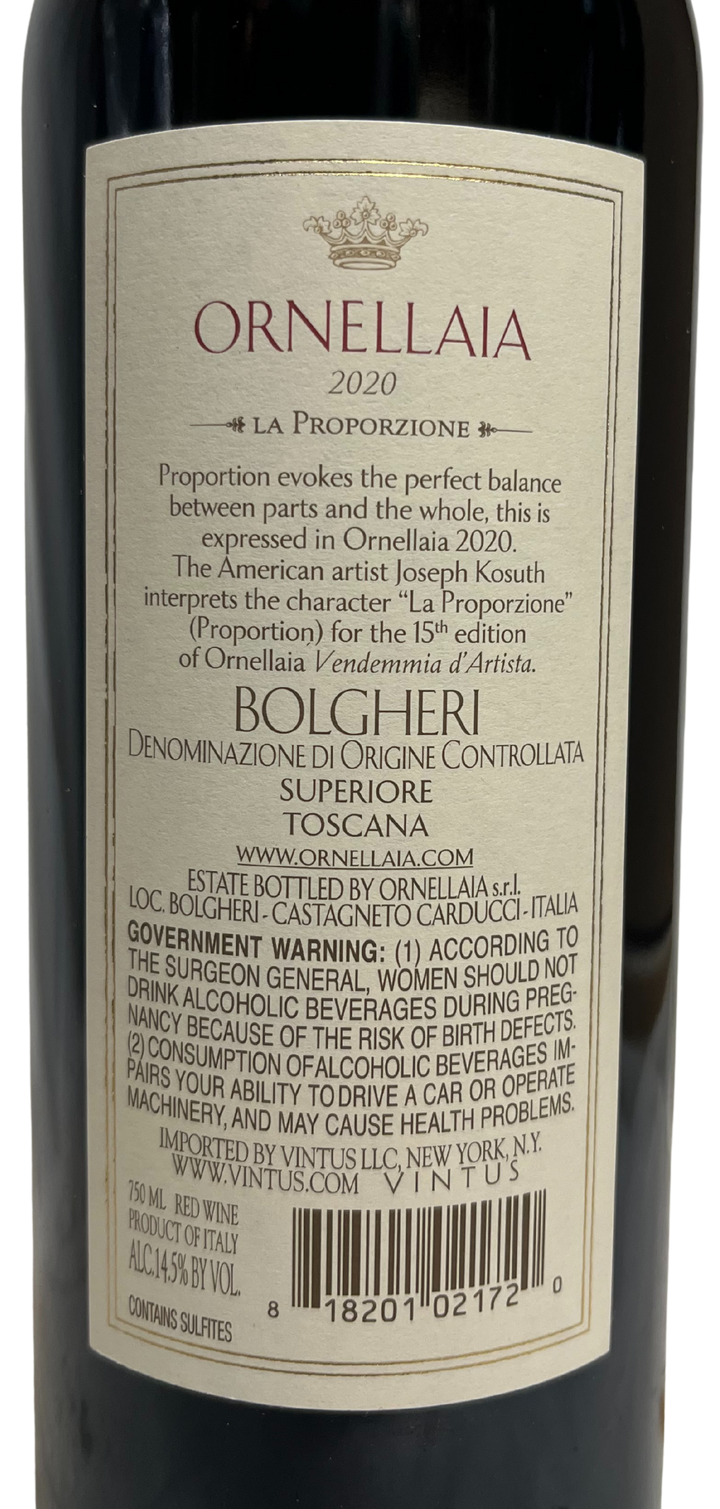 ORNELLAIA
2020
LA PROPORZIONE
Proportion evokes the perfect balance
between parts and the whole, this is
expressed in Ornellaia 2020.
The American artist Joseph Kosuth
interprets the character “La Proporzione”
(Proportion) for the 15th edition
of Ornellaia Vendemmia d’Artista.
BOLGHERI
DENOMINAZIONE DI ORIGINE CONTROLLATA
SUPERIORE
TOSCANA
WWW.ORNELLAIA.COM
ESTATE BOTTLED BY ORNELLAIA s.r.l.
LOC. BOLGHERI - CASTAGNETO CARDUCCI - ITALIA
GOVERNMENT WARNING: (1) ACCORDING TO
THE SURGEON GENERAL, WOMEN SHOULD NOT
DRINK ALCOHOLIC BEVERAGES DURING PREG-
NANCY BECAUSE OF THE RISK OF BIRTH DEFECTS.
(2) CONSUMPTION OF ALCOHOLIC BEVERAGES IM-
PAIRS YOUR ABILITY TO DRIVE A CAR OR OPERATE
MACHINERY, AND MAY CAUSE HEALTH PROBLEMS.
IMPORTED BY VINTUS LLC, NEW YORK, N.Y.
WWW.VINTUS.COM VINTUS
750 ML RED WINE
PRODUCT OF ITALY
ALC.14.5% BY VOL.
CONTAINS SULFITES
8 18201 02172 0